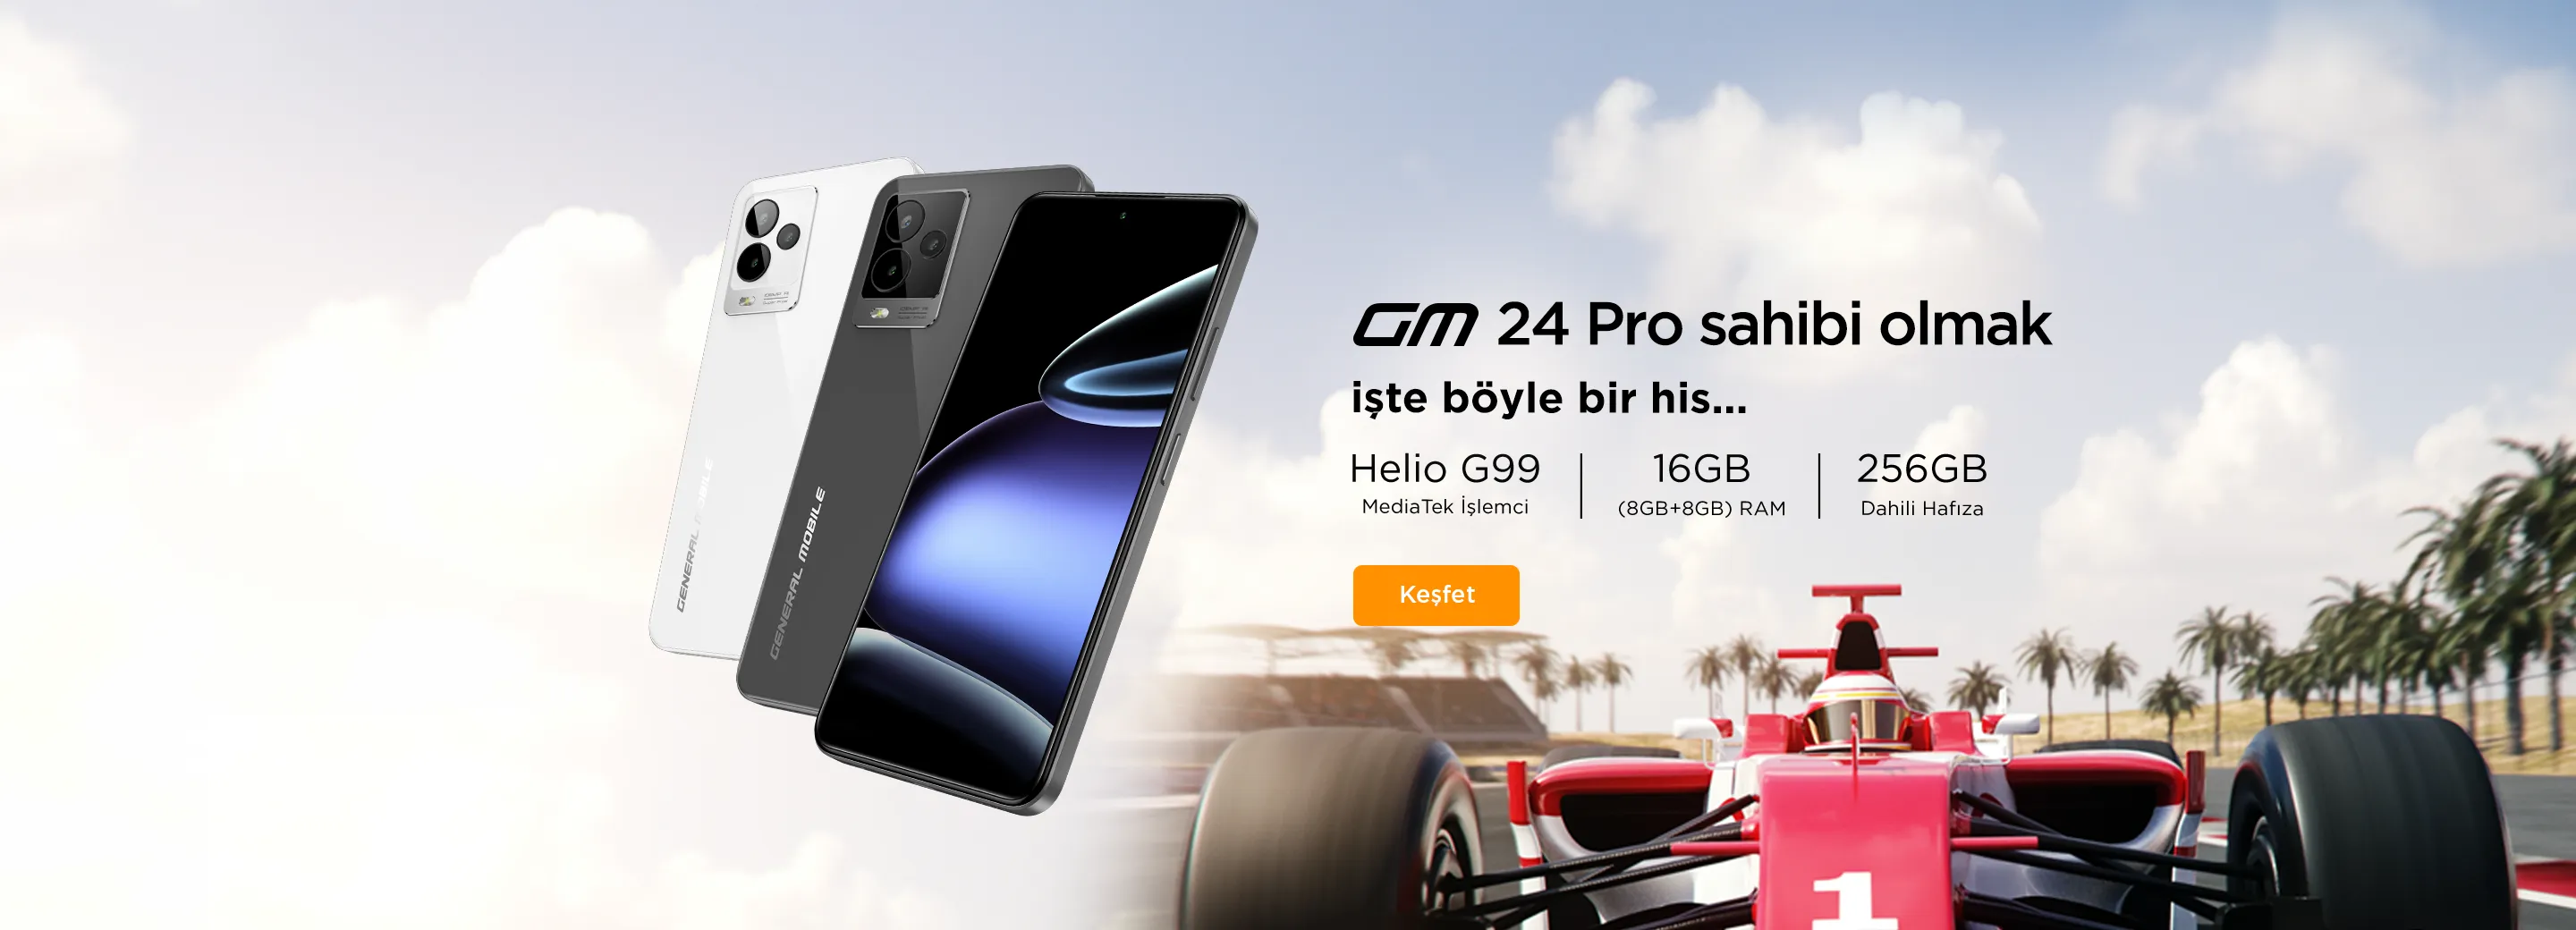 GM 24 Pro sahibi olmak
işte böyle bir his...
Helio G99
MediaTek İşlemci
16GB
(8GB+8GB) RAM
256GB
Dahili Hafıza
Keşfet
GENERAL MOBILE
GENERAL MOBILE
1